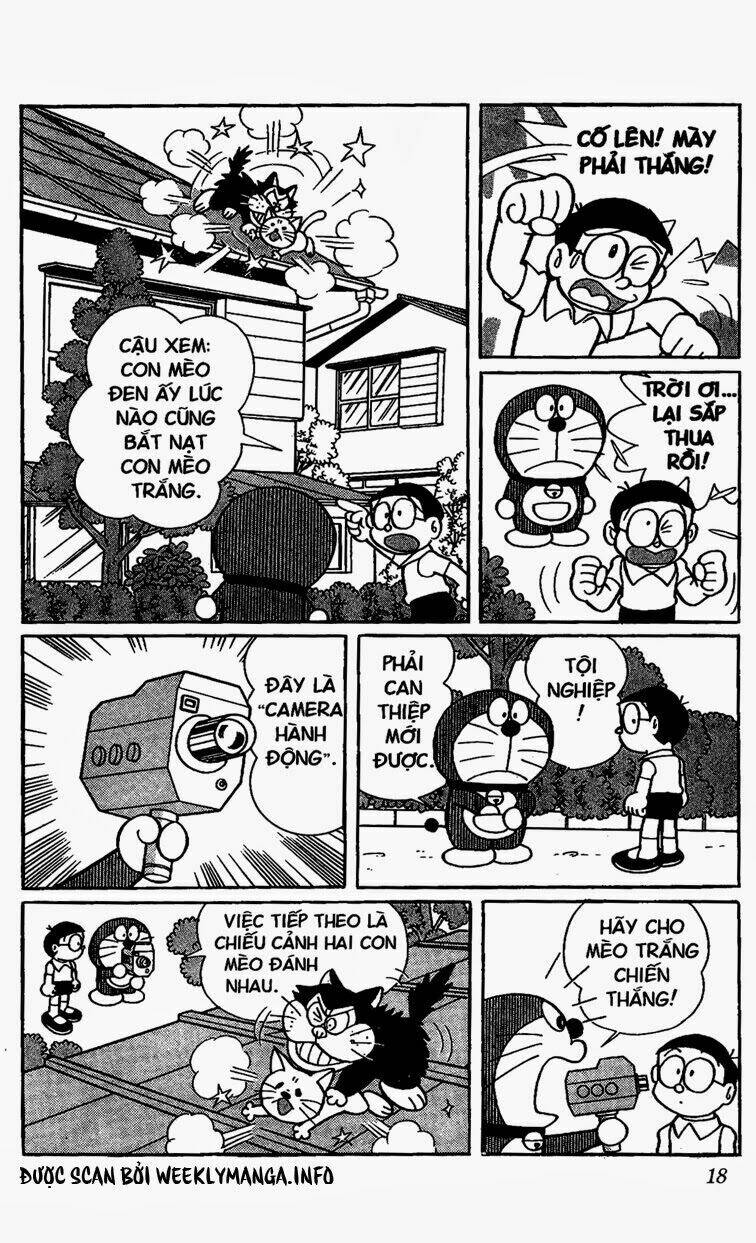 CẬU XEM:
CON MÈO
ĐEN ẤY LÚC
NÀO CŨNG
BẮT NẠT
CON MÈO
TRẮNG.
CỐ LÊN! MÀY
PHẢI THẮNG!
TRỜI ƠI...
LẠI SẮP
THUA
RỒI!
ĐÂY LÀ
"CAMERA
HÀNH
ĐỘNG".
PHẢI
CAN
THIỆP
MỚI
ĐƯỢC.
TỘI
NGHIỆP
!
VIỆC TIẾP THEO LÀ
CHIẾU CẢNH HAI CON
MÈO ĐÁNH
NHAU.
HÃY CHO
MÈO TRẮNG
CHIẾN
THẮNG!
ĐƯỢC SCAN BỞI WEEKLYMANGA.INFO
18